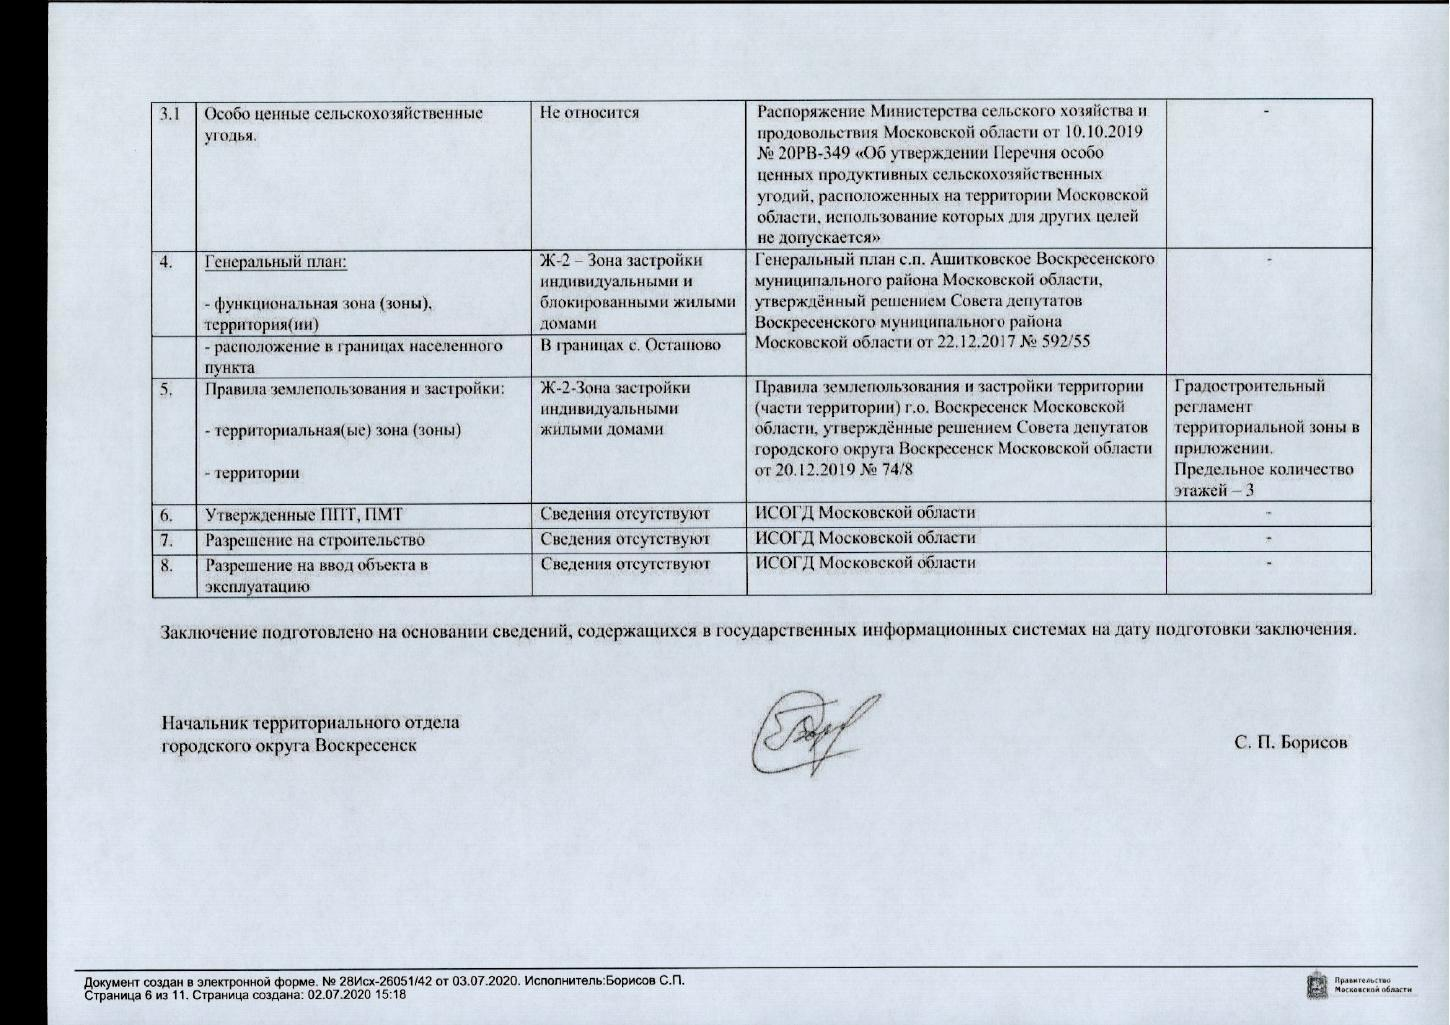 3.1 Особо ценные сельскохозяйственные
угодья.
Не относится
Распоряжение Министерства сельского хозяйства и
продовольствия Московской области от 10.10.2019
№ 20РВ-349 «Об утверждении Перечня особо
ценных продуктивных сельскохозяйственных
угодий, расположенных на территории Московской
области, использование которых для других целей
не допускается»
-
4. Генеральный план:
- функциональная зона (зоны),
территория(ии)
Ж-2 – Зона застройки
индивидуальными и
блокированными жилыми
домами
Генеральный план с.п. Ашитковское Воскресенского
муниципального района Московской области,
утверждённый решением Совета депутатов
Воскресенского муниципального района
Московской области от 22.12.2017 № 592/55
-
- расположение в границах населенного
пункта
В границах с. Осташово
5. Правила землепользования и застройки:
- территориальная(ые) зона (зоны)
- территории
Ж-2-Зона застройки
индивидуальными
жилыми домами
Правила землепользования и застройки территории
(части территории) г.о. Воскресенск Московской
области, утверждённые решением Совета депутатов
городского округа Воскресенск Московской области
от 20.12.2019 № 74/8
Градостроительный
регламент
территориальной зоны в
приложении.
Предельное количество
этажей – 3
6. Утвержденные ППТ, ПМТ Сведения отсутствуют ИСОГД Московской области -
7. Разрешение на строительство Сведения отсутствуют ИСОГД Московской области -
8. Разрешение на ввод объекта в
эксплуатацию
Сведения отсутствуют ИСОГД Московской области -
Заключение подготовлено на основании сведений, содержащихся в государственных информационных системах на дату подготовки заключения.
Начальник территориального отдела
городского округа Воскресенск
С. П. Борисов
Документ создан в электронной форме. № 28Исх-26051/42 от 03.07.2020. Исполнитель:Борисов С.П.
Страница 6 из 11. Страница создана: 02.07.2020 15:18
Правительство
Московской области